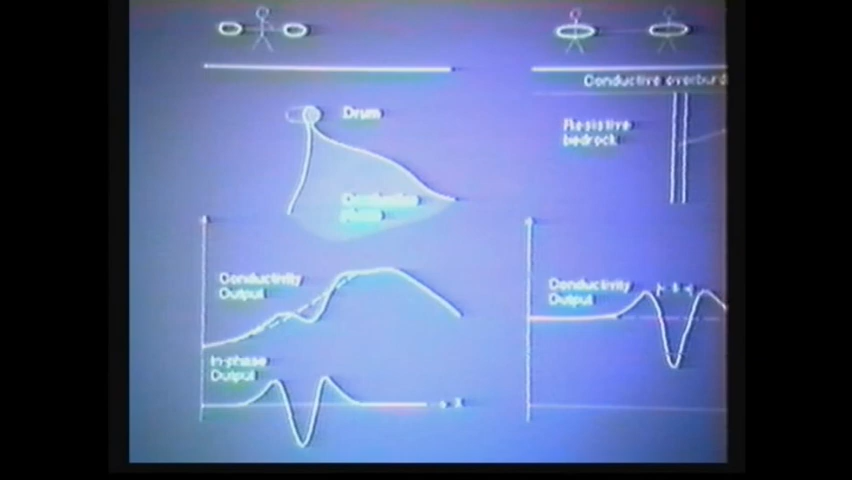 Conductive overburd
Drum
Resistive
bedrock
Conductivity
Output
Conductivity
Output
s
In-phase
Output
x